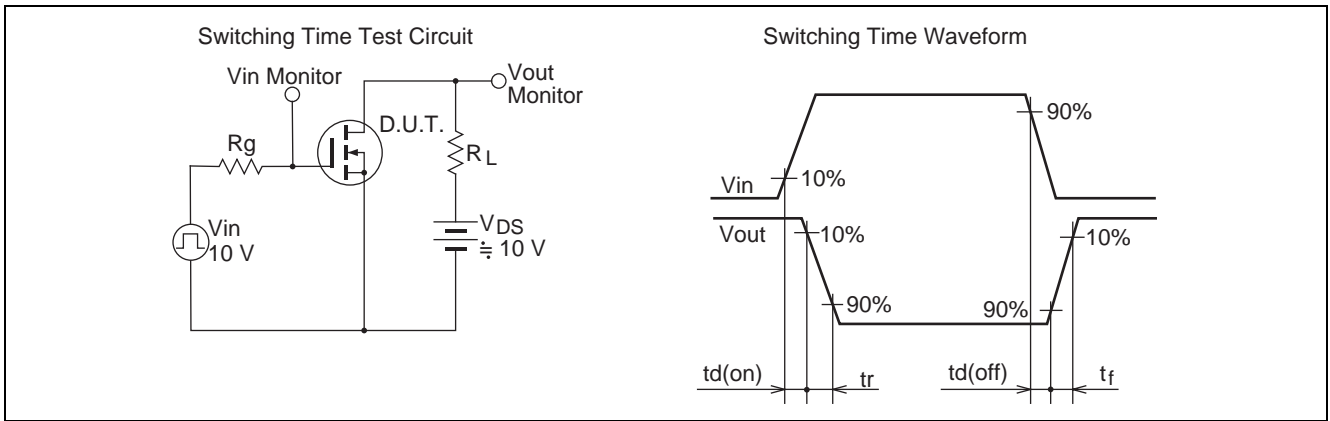 Switching Time Test Circuit
Vin Monitor
Vout
Monitor
D.U.T.
Rg
RL
Vin
10 V
VDS
≒ 10 V
Switching Time Waveform
90%
10%
Vin
Vout
10%
10%
90%
90%
td(on)
tr
td(off)
tf